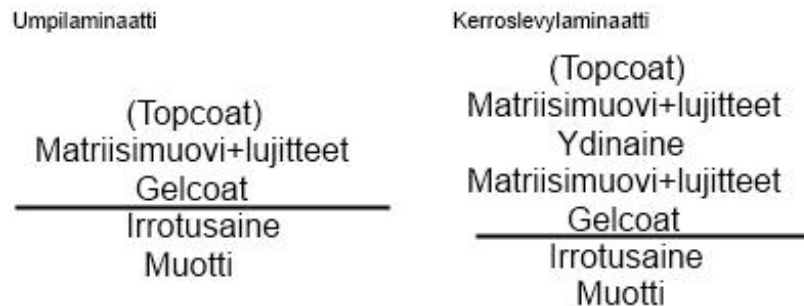 Umpilaminaatti
(Topcoat)
Matriisimuovi+lujitteet
Gelcoat
Irrotusaine
Muotti
Kerroslevylaminaatti
(Topcoat)
Matriisimuovi+lujitteet
Ydinaine
Matriisimuovi+lujitteet
Gelcoat
Irrotusaine
Muotti